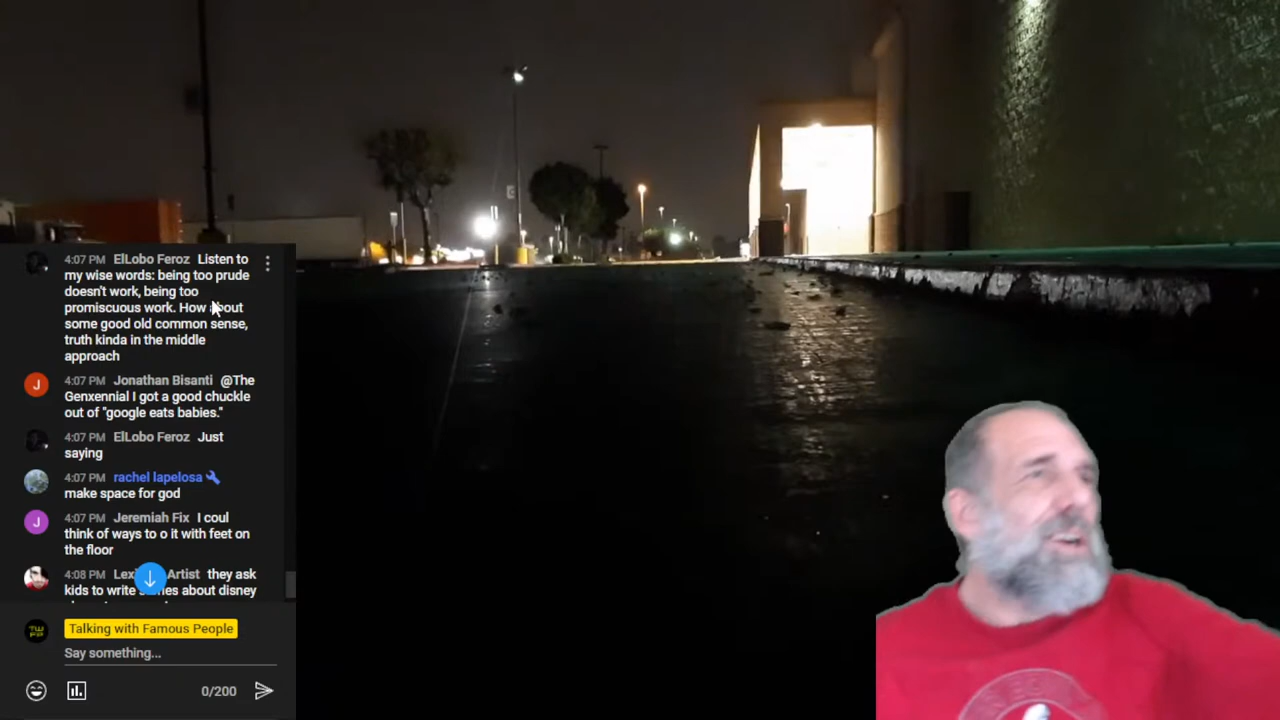 4:07 PM ElLobo Feroz Listen to
my wise words: being too prude
doesn't work, being too
promiscuous work. How about
some good old common sense,
truth kinda in the middle
approach
J 4:07 PM Jonathan Bisanti @The
Genxennial I got a good chuckle
out of "google eats babies."
4:07 PM ElLobo Feroz Just
saying
4:07 PM rachel lapelosa
make space for god
J 4:07 PM Jeremiah Fix I coul
think of ways to o it with feet on
the floor
4:08 PM Artist they ask
kids to write about disney
TWFP Talking with Famous People
Say something...
0/200